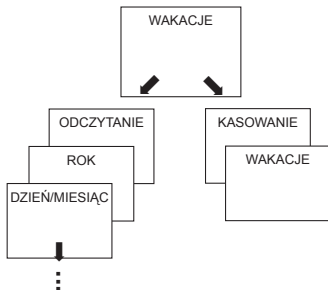 WAKACJE
ODCZYTANIE
ROK
DZIEŃ/MIESIĄC
KASOWANIE
WAKACJE